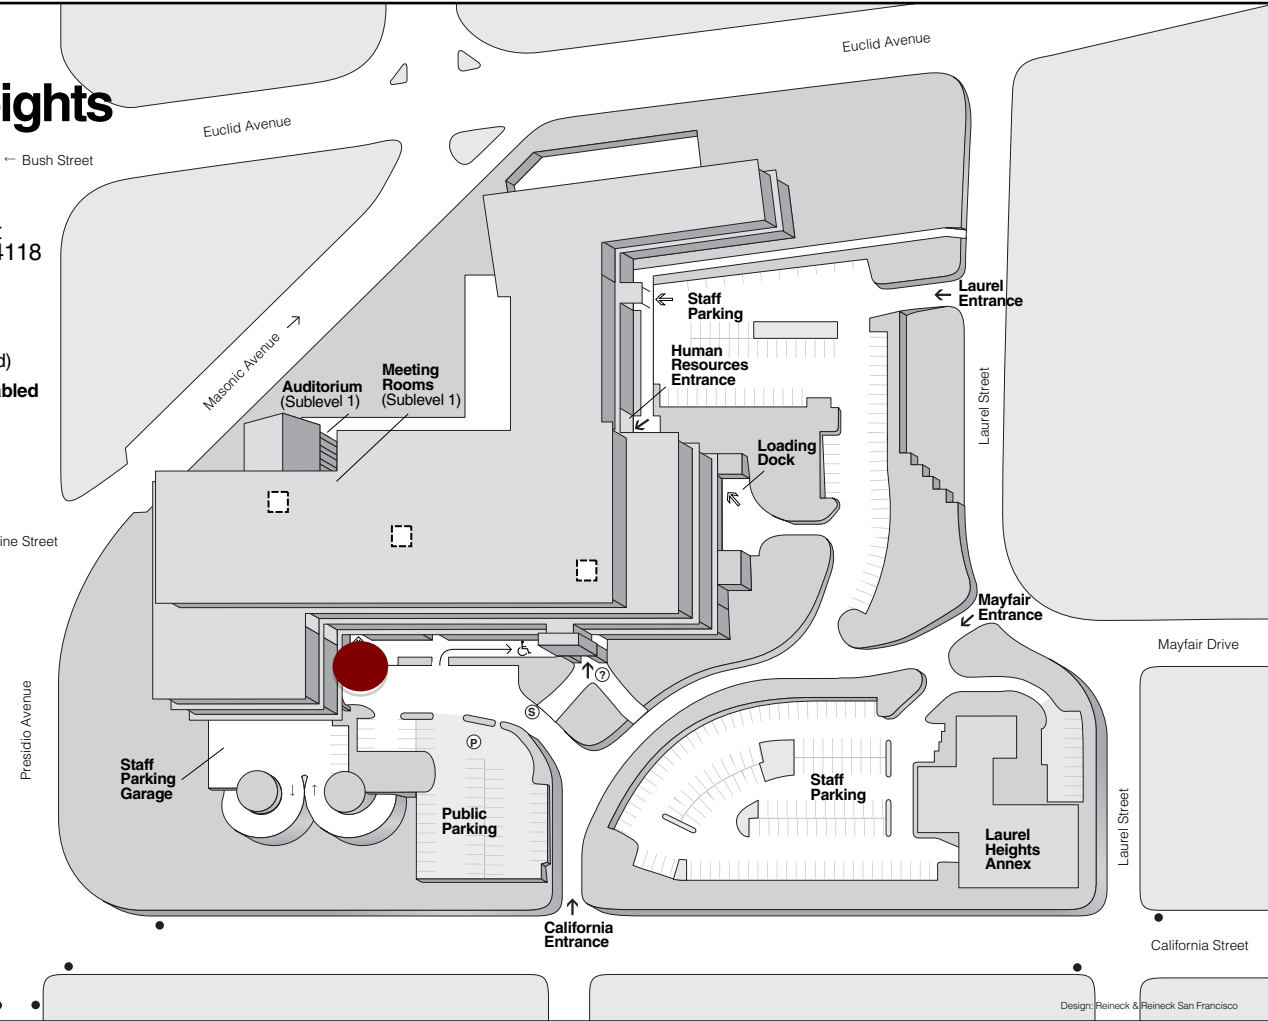 Euclid Avenue
ights
Euclid Avenue
← Bush Street
4118
Laurel
Entrance
Staff
Parking
d)
Masonic Avenue
Human
Resources
Entrance
Meeting
Rooms
(Sublevel 1)
Auditorium
(Sublevel 1)
abled
Laurel Street
Loading
Dock
ine Street
Mayfair
Entrance
Mayfair Drive
?
S
P
Presidio Avenue
Staff
Parking
Garage
Staff
Parking
Public
Parking
Laurel
Heights
Annex
Laurel Street
California
Entrance
California Street
Design: Reineck & Reineck San Francisco